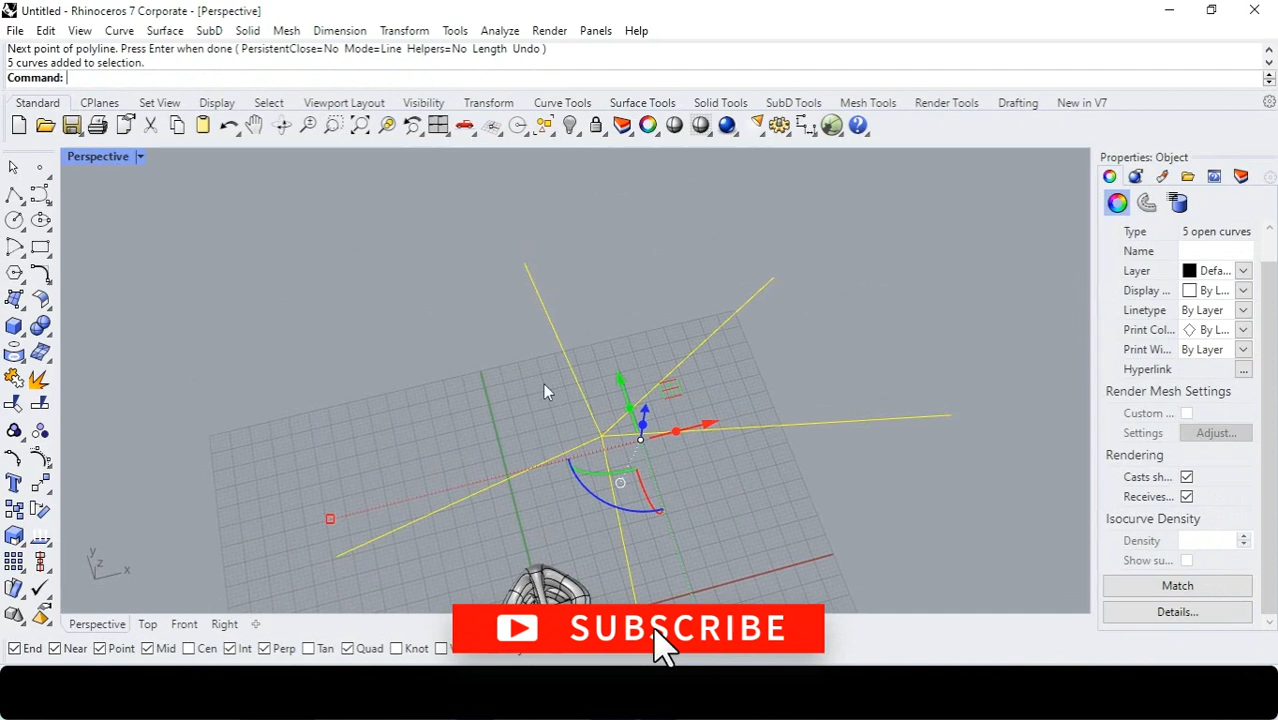 Untitled - Rhinoceros 7 Corporate - [Perspective]
File Edit View Curve Surface SubD Solid Mesh Dimension Transform Tools Analyze Render Panels Help
Next point of polyline. Press Enter when done ( PersistentClose=No Mode=Line Helpers=No Length Undo )
5 curves added to selection.
Command:
Standard CPlanes Set View Display Select Viewport Layout Visibility Transform Curve Tools Surface Tools Solid Tools SubD Tools Mesh Tools Render Tools Drafting New in V7
Perspective
Properties: Object
Type 5 open curves
Name
Layer Defa...
Display ... By L...
Linetype By Layer
Print Col... By L...
Print Wi... By Layer
Hyperlink ...
Render Mesh Settings
Custom ...
Settings Adjust...
Rendering
Casts sh...
Receives...
Isocurve Density
Density
Show su...
Match
Details...
y
z
x
SUBSCRIBE
Perspective Top Front Right
End Near Point Mid Cen Int Perp Tan Quad Knot